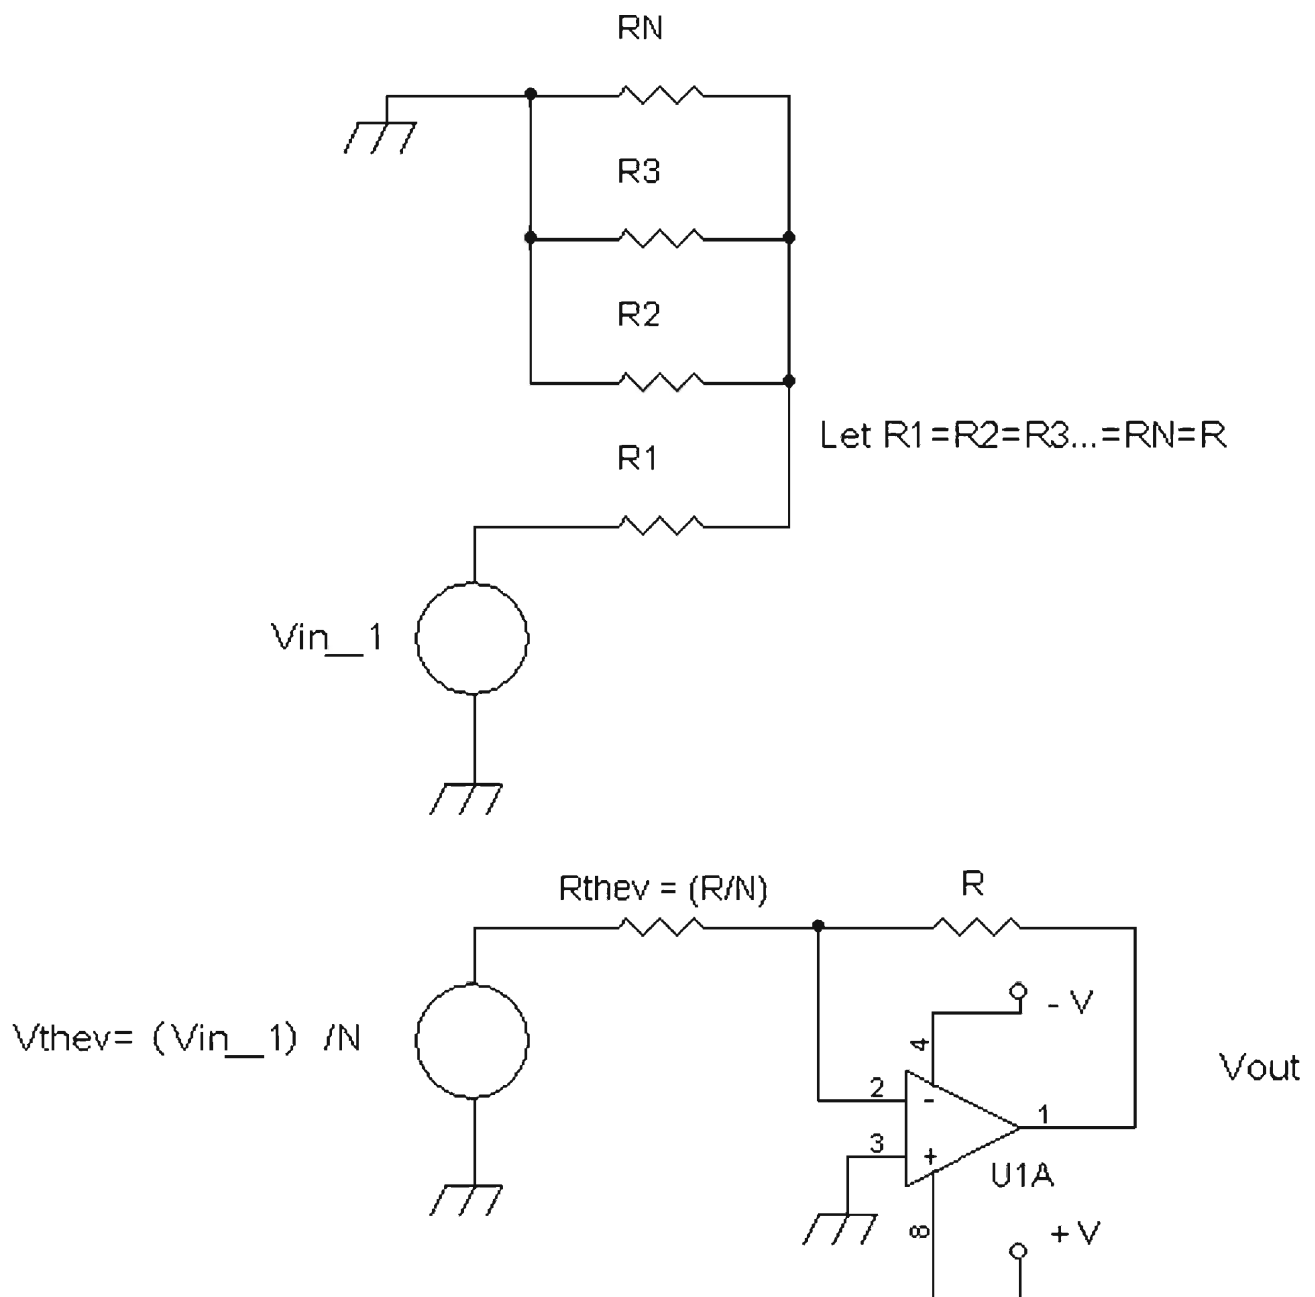 RN
R3
R2
Let R1=R2=R3...=RN=R
R1
Vin__1
Rthev = (R/N)
R
- V
4
Vthev= (Vin__1) /N
Vout
2
-
1
3
+
U1A
8
+ V